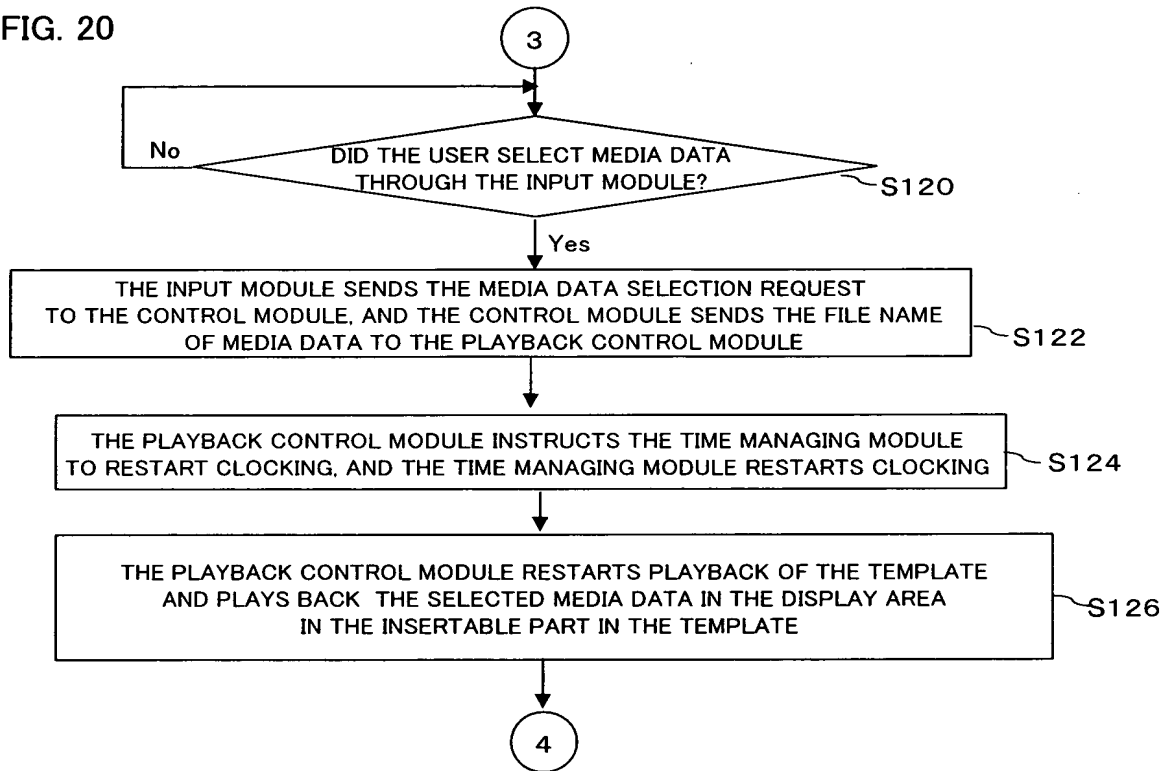 FIG. 20
3
No
DID THE USER SELECT MEDIA DATA
THROUGH THE INPUT MODULE?
S120
Yes
THE INPUT MODULE SENDS THE MEDIA DATA SELECTION REQUEST
TO THE CONTROL MODULE, AND THE CONTROL MODULE SENDS THE FILE NAME
OF MEDIA DATA TO THE PLAYBACK CONTROL MODULE
S122
THE PLAYBACK CONTROL MODULE INSTRUCTS THE TIME MANAGING MODULE
TO RESTART CLOCKING, AND THE TIME MANAGING MODULE RESTARTS CLOCKING
S124
THE PLAYBACK CONTROL MODULE RESTARTS PLAYBACK OF THE TEMPLATE
AND PLAYS BACK THE SELECTED MEDIA DATA IN THE DISPLAY AREA
IN THE INSERTABLE PART IN THE TEMPLATE
S126
4